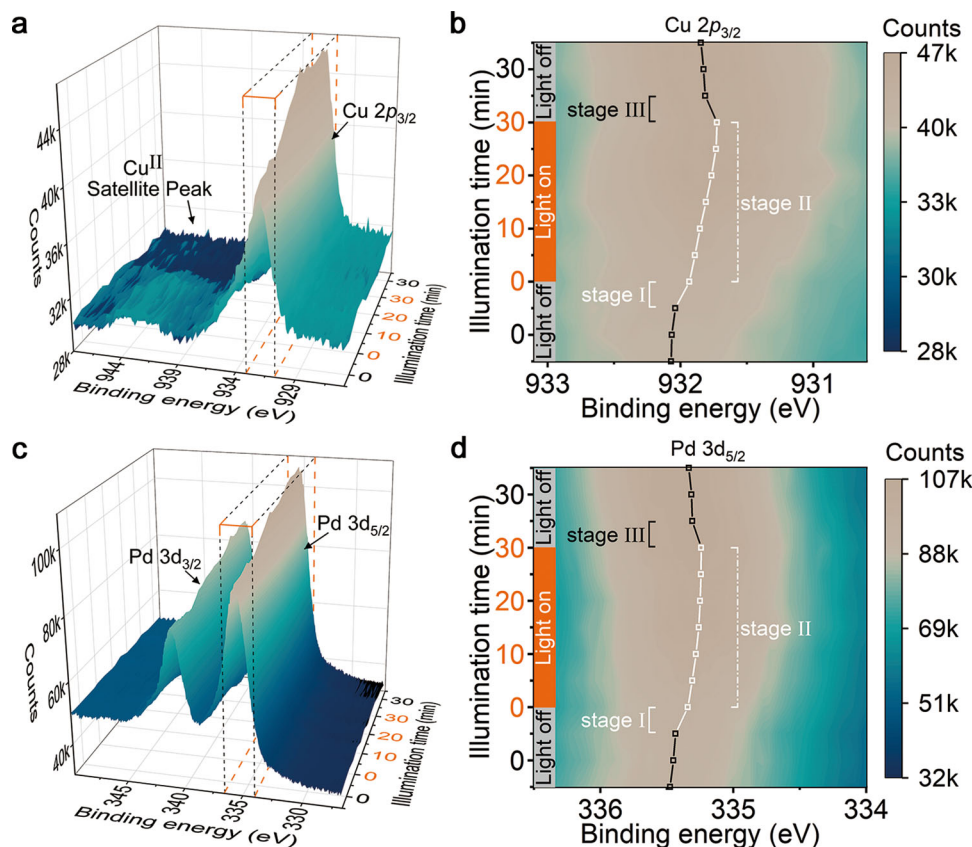 a
44k
40k
36k
32k
28k
Counts
Cu 2p3/2
CuII
Satellite Peak
944
939
934
929
Binding energy (eV)
30
30
20
10
0
0
Illumination time (min)
b
Cu 2p3/2
Illumination time (min)
30
30
20
10
0
0
Light off
Light on
Light off
stage III
stage II
stage I
933
932
931
Binding energy (eV)
Counts
47k
40k
33k
30k
28k
c
100k
80k
60k
40k
Counts
Pd 3d3/2
Pd 3d5/2
345
340
335
330
Binding energy (eV)
30
30
20
10
0
0
Illumination time (min)
d
Pd 3d5/2
Illumination time (min)
30
30
20
10
0
0
Light off
Light on
Light off
stage III
stage II
stage I
336
335
334
Binding energy (eV)
Counts
107k
88k
69k
51k
32k